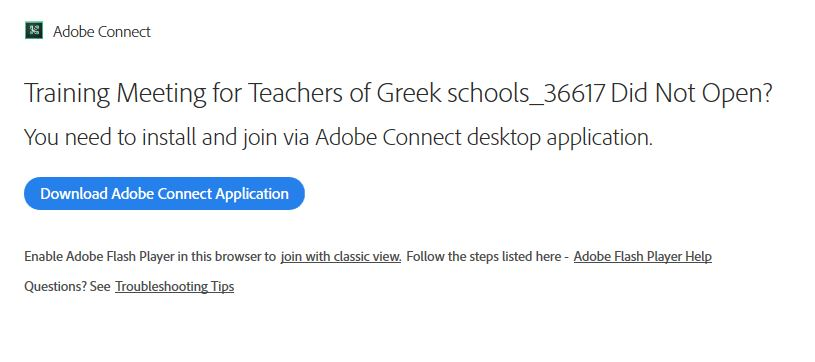 Adobe Connect
Training Meeting for Teachers of Greek schools_36617 Did Not Open?
You need to install and join via Adobe Connect desktop application.
Download Adobe Connect Application
Enable Adobe Flash Player in this browser to join with classic view. Follow the steps listed here - Adobe Flash Player Help
Questions? See Troubleshooting Tips